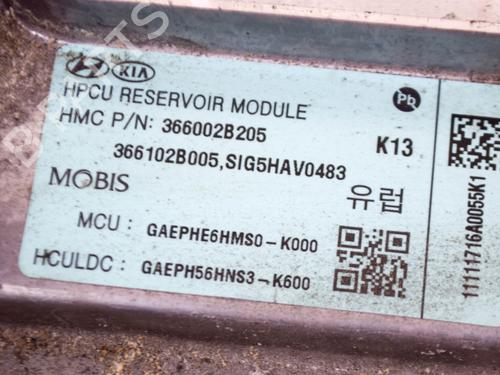 KIA
HPCU RESERVOIR MODULE
Pb
HMC P/N: 366002B205
K13
366102B005,SIG5HAV0483
MOBIS
유럽
MCU : GAEPHE6HMS0-K000
HCULDC: GAEPH56HNS3-K600
11111716A0055K1